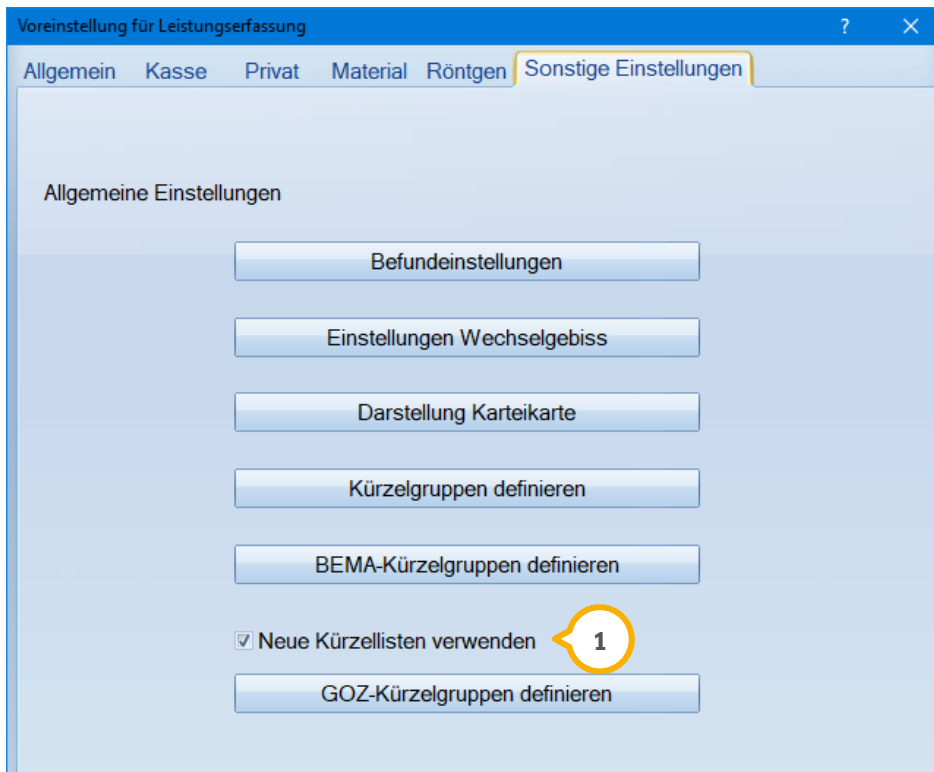 Voreinstellung für Leistungserfassung ? ×
Allgemein Kasse Privat Material Röntgen Sonstige Einstellungen
Allgemeine Einstellungen
Befundeinstellungen
Einstellungen Wechselgebiss
Darstellung Karteikarte
Kürzelgruppen definieren
BEMA-Kürzelgruppen definieren
Neue Kürzellisten verwenden 1
GOZ-Kürzelgruppen definieren